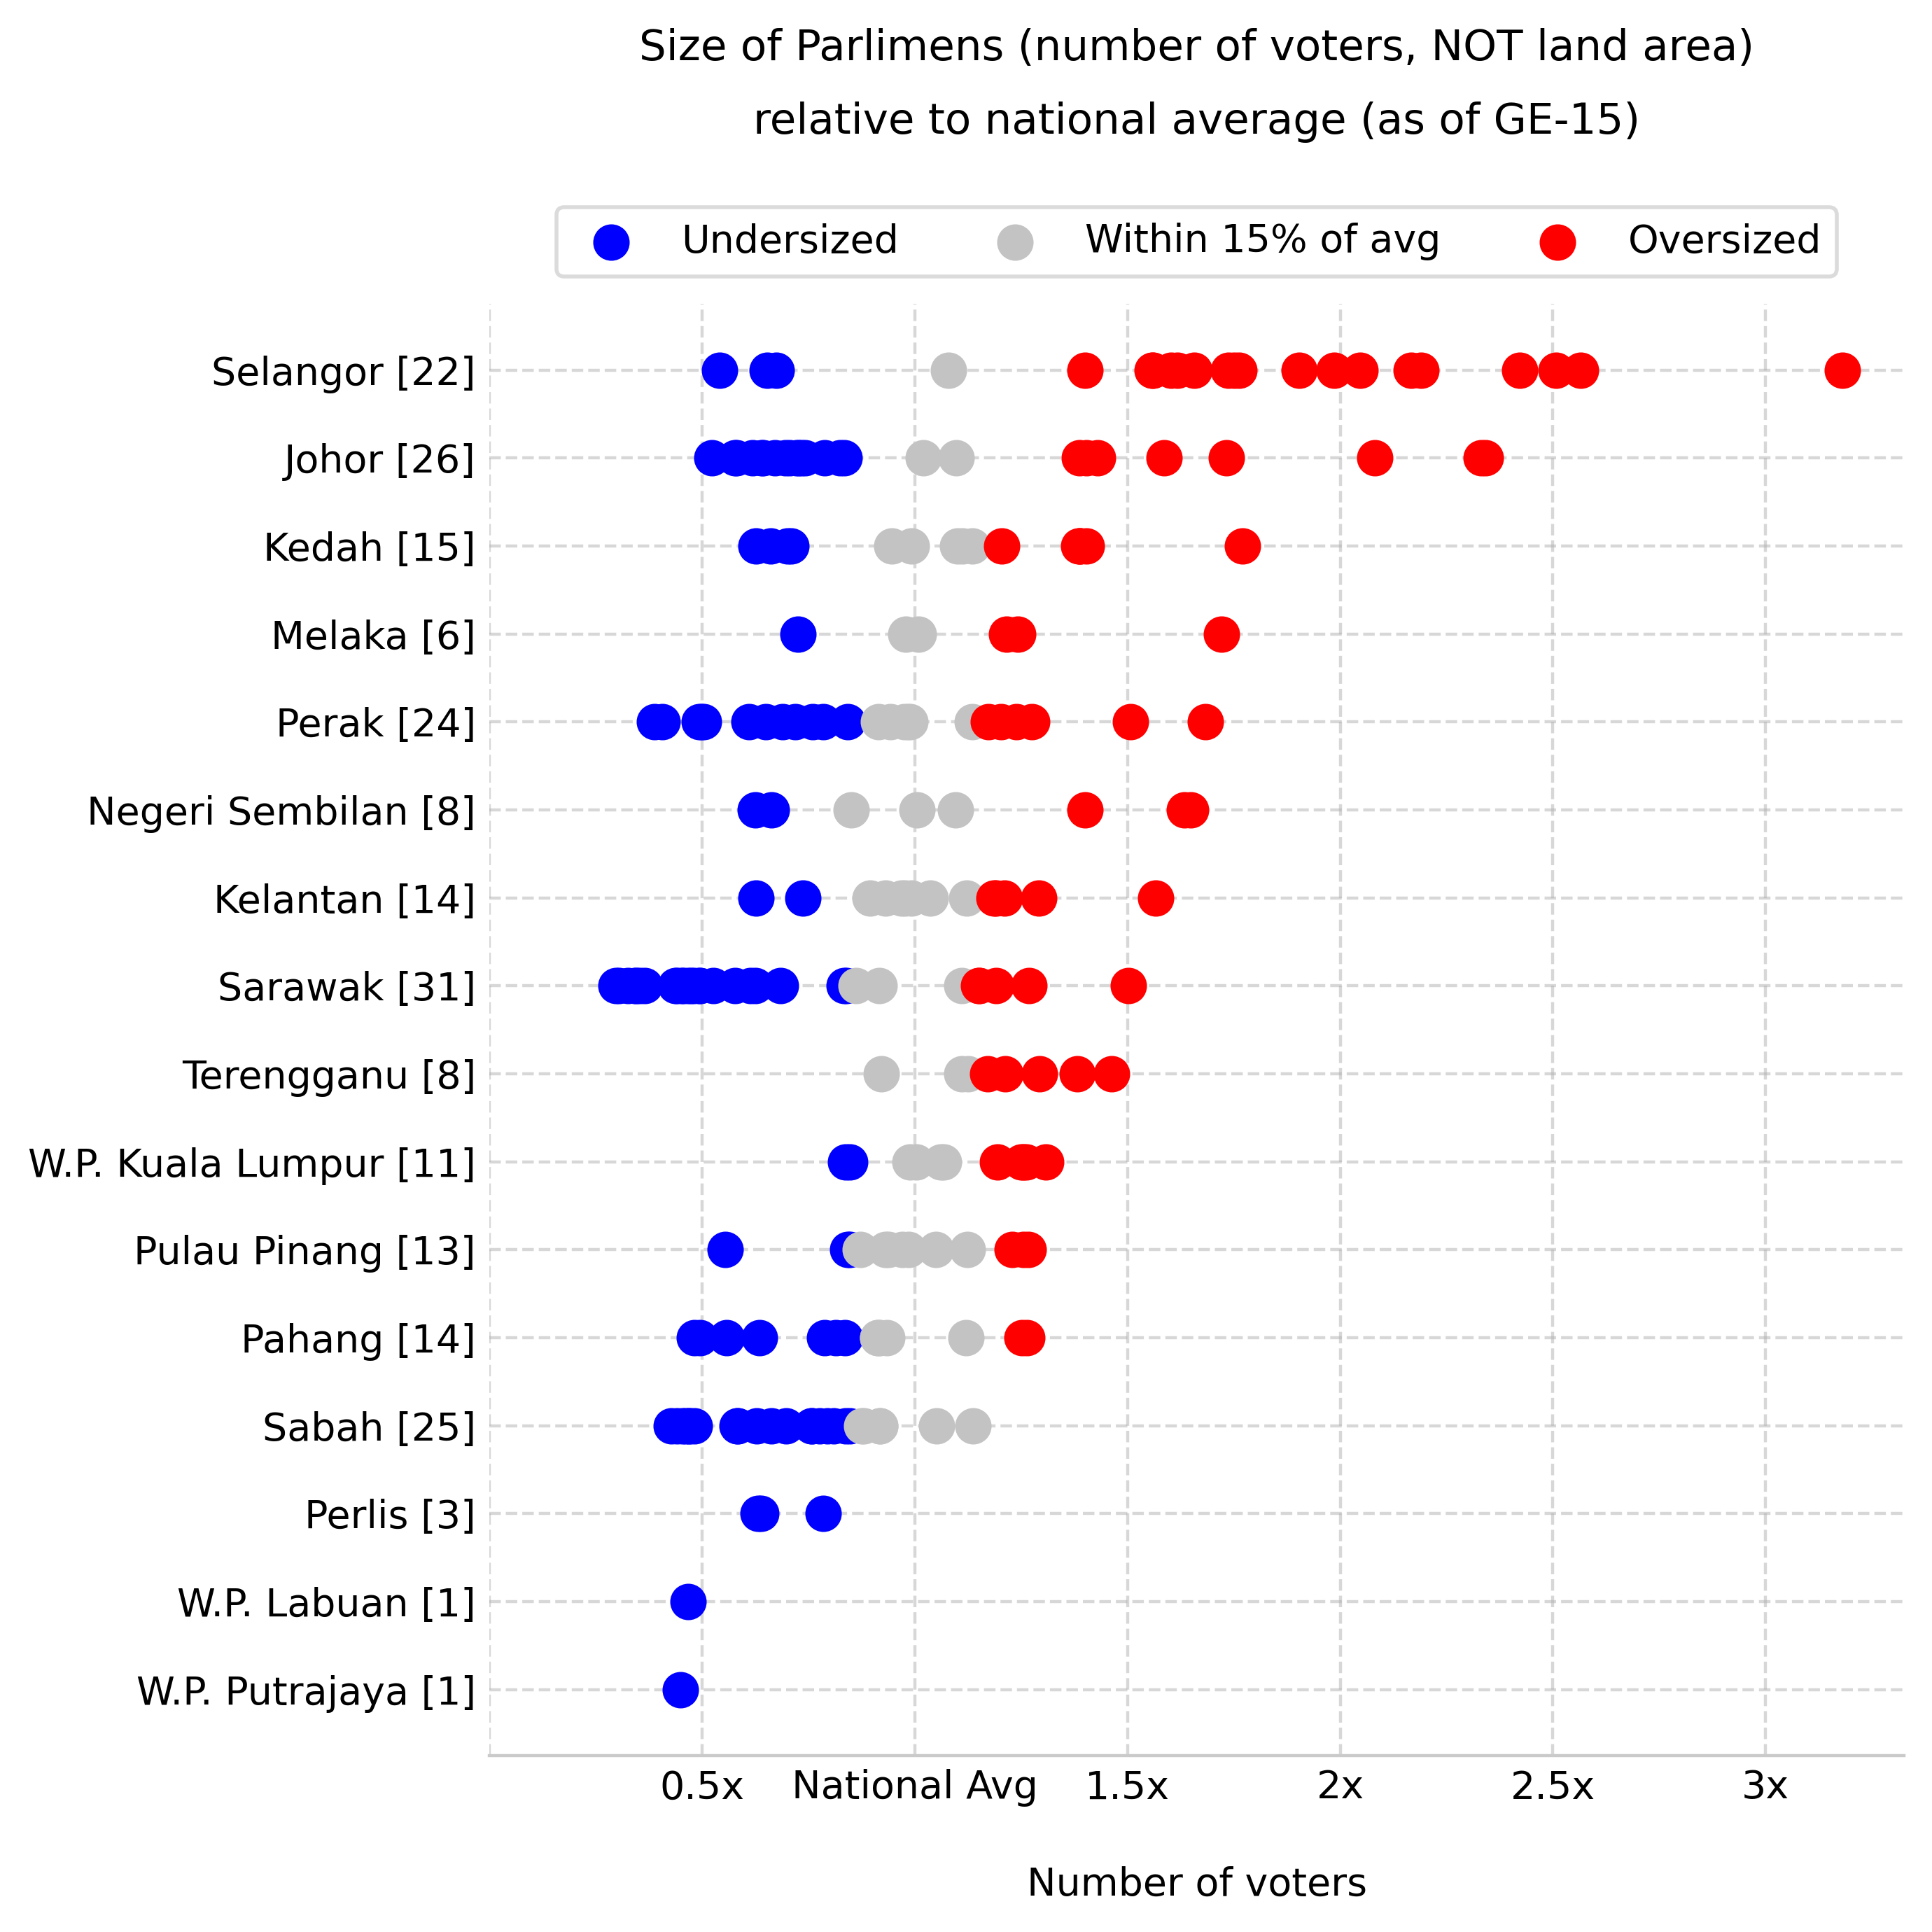 Size of Parlimens (number of voters, NOT land area)
relative to national average (as of GE-15)
Undersized
Within 15% of avg
Oversized
Selangor [22]
Johor [26]
Kedah [15]
Melaka [6]
Perak [24]
Negeri Sembilan [8]
Kelantan [14]
Sarawak [31]
Terengganu [8]
W.P. Kuala Lumpur [11]
Pulau Pinang [13]
Pahang [14]
Sabah [25]
Perlis [3]
W.P. Labuan [1]
W.P. Putrajaya [1]
0.5x
National Avg
1.5x
2x
2.5x
3x
Number of voters